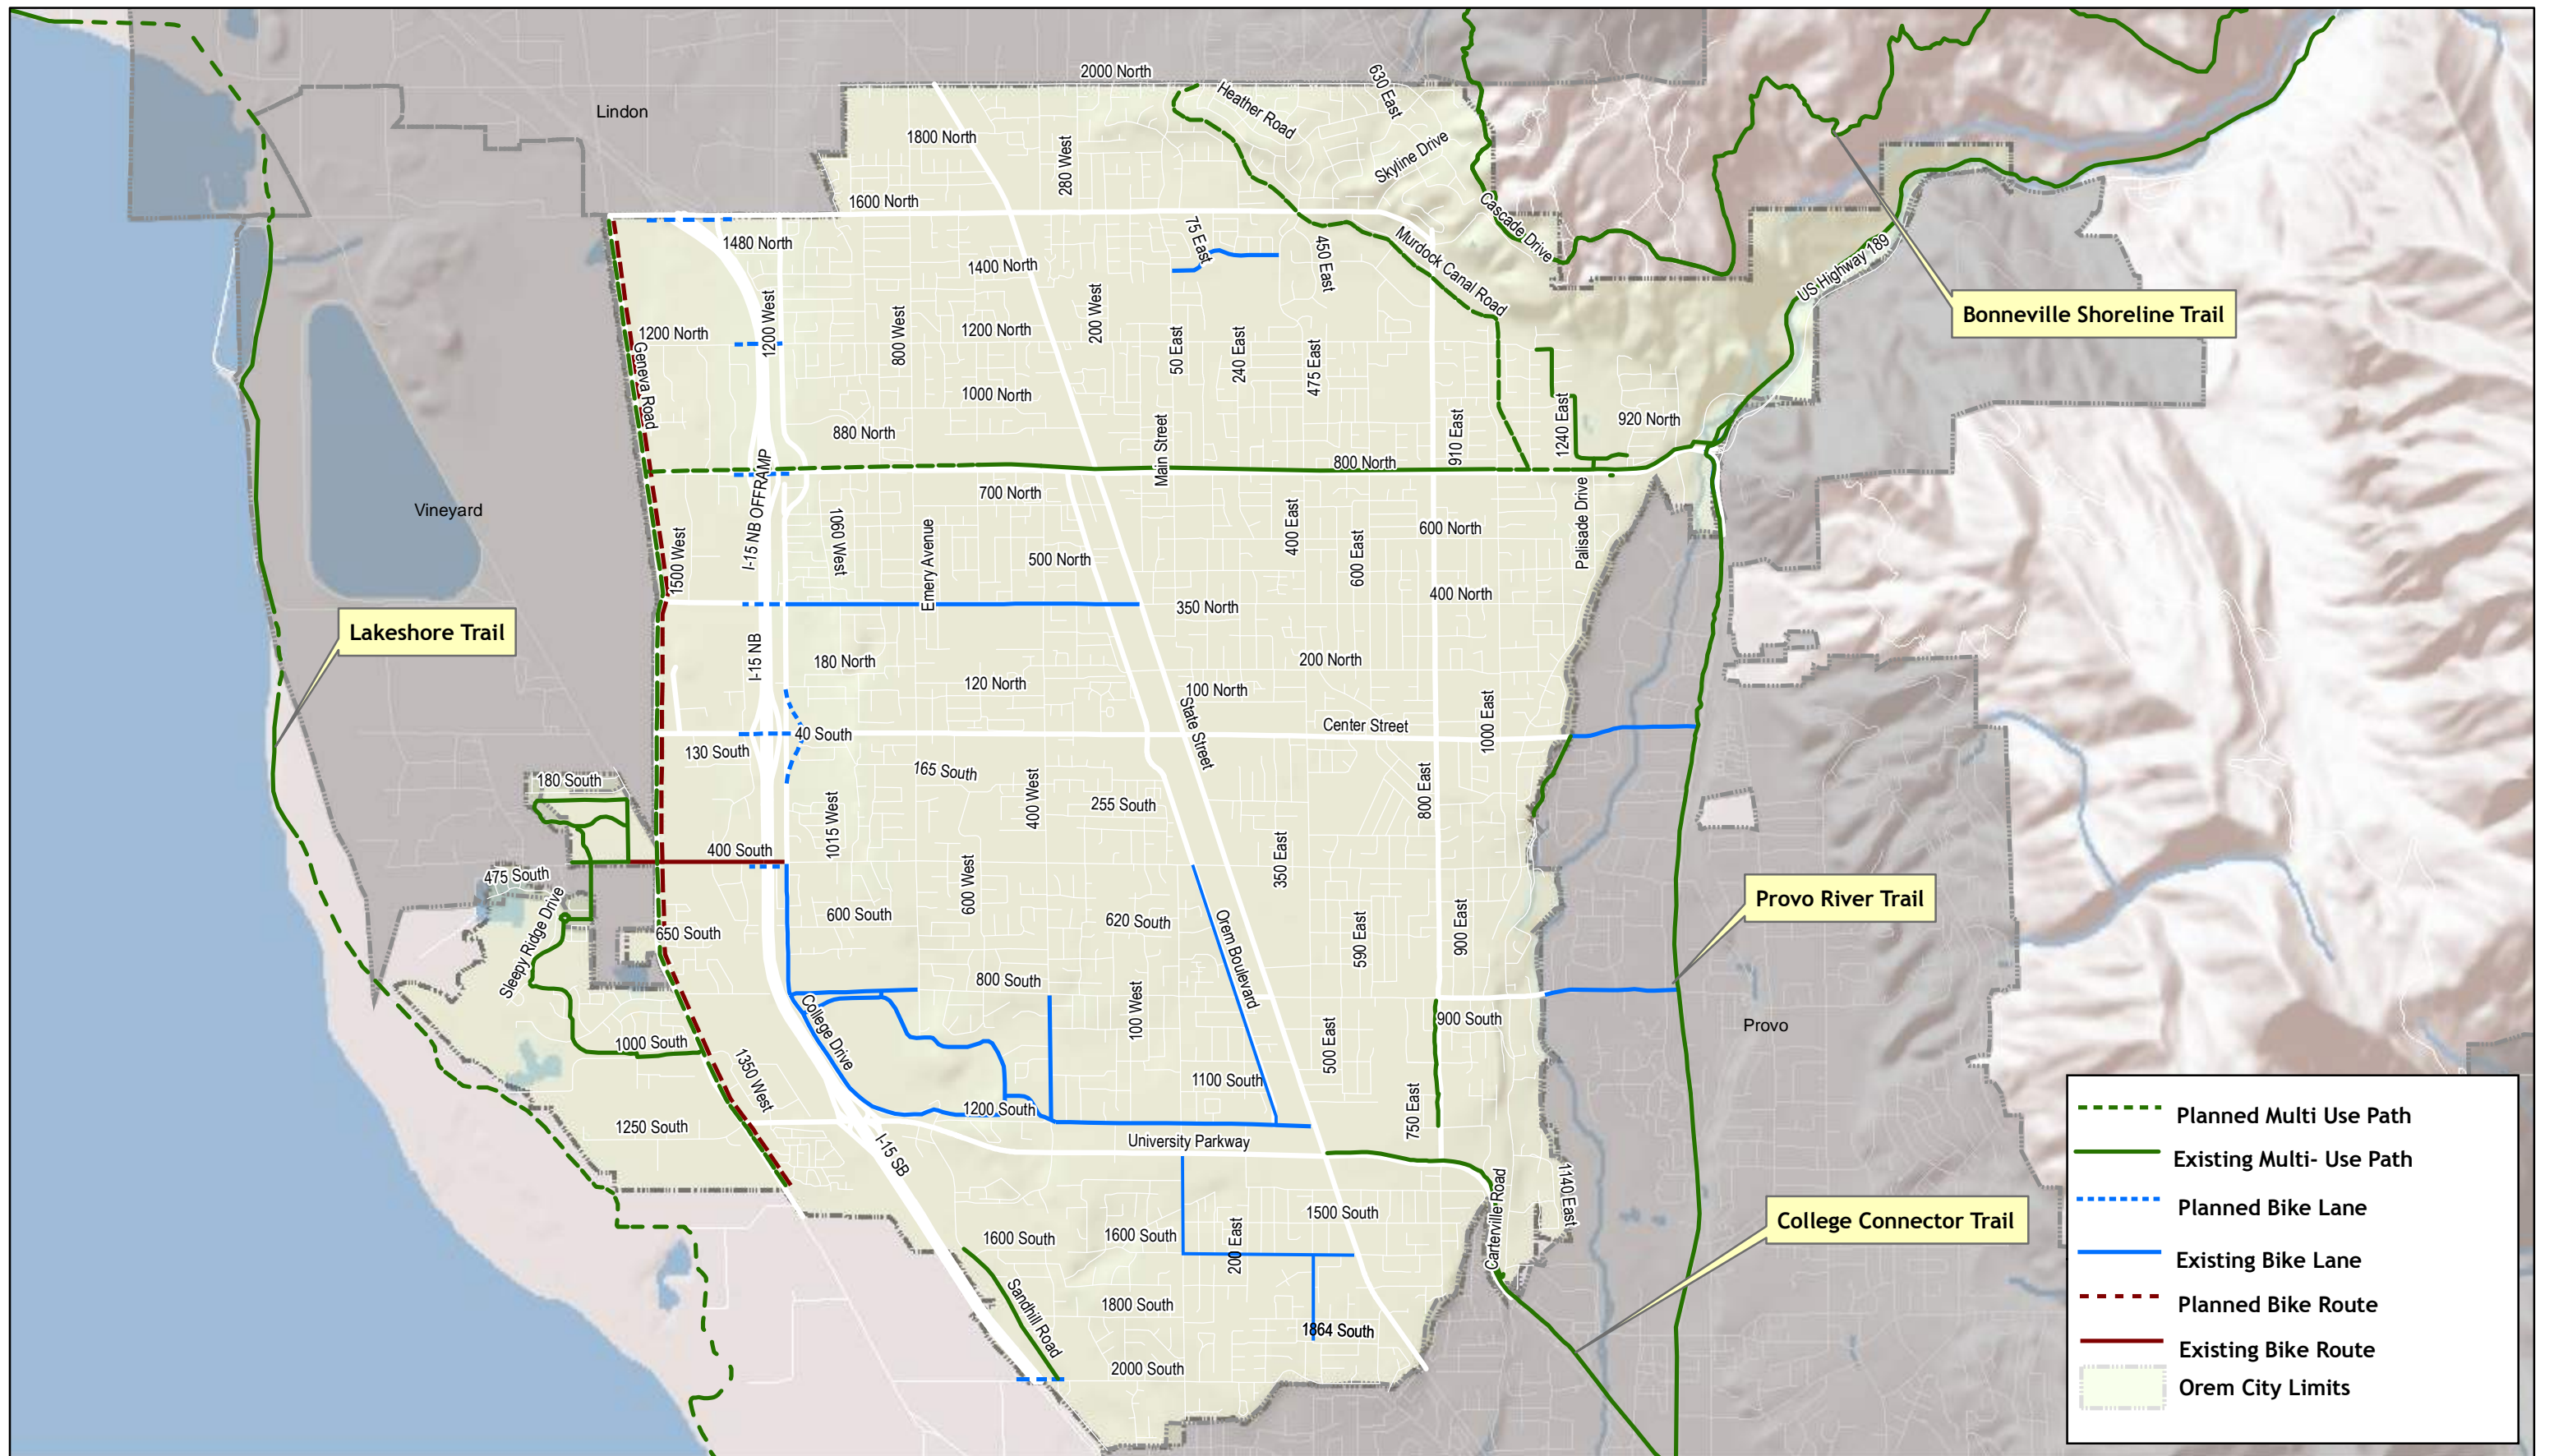 2000 North
630 East
Heather Road
Lindon
1800 North
280 West
Skyline Drive
1600 North
Cascade Drive
75 East
1480 North
450 East
Murdock Canal Road
1400 North
US Highway 189
Bonneville Shoreline Trail
1200 West
200 West
1200 North
800 West
1200 North
50 East
240 East
475 East
Geneva Road
1000 North
1240 East
920 North
910 East
880 North
Main Street
800 North
I-15 NB OFFRAMP
700 North
Vineyard
1060 West
400 East
600 North
Palisade Drive
1500 West
Emery Avenue
500 North
600 East
400 North
350 North
Lakeshore Trail
I-15 NB
180 North
200 North
120 North
100 North
State Street
1000 East
Center Street
40 South
130 South
165 South
180 South
400 West
255 South
800 East
1015 West
400 South
350 East
475 South
600 West
Provo River Trail
Sleepy Ridge Drive
600 South
620 South
Orem Boulevard
590 East
900 East
650 South
800 South
100 West
College Drive
900 South
Provo
500 East
1000 South
1350 West
1100 South
750 East
1200 South
1250 South
University Parkway
I-15 SB
Carterville Road
1140 East
1500 South
College Connector Trail
1600 South
1600 South
200 East
Sandhill Road
1800 South
1864 South
2000 South
Planned Multi Use Path
Existing Multi- Use Path
Planned Bike Lane
Existing Bike Lane
Planned Bike Route
Existing Bike Route
Orem City Limits